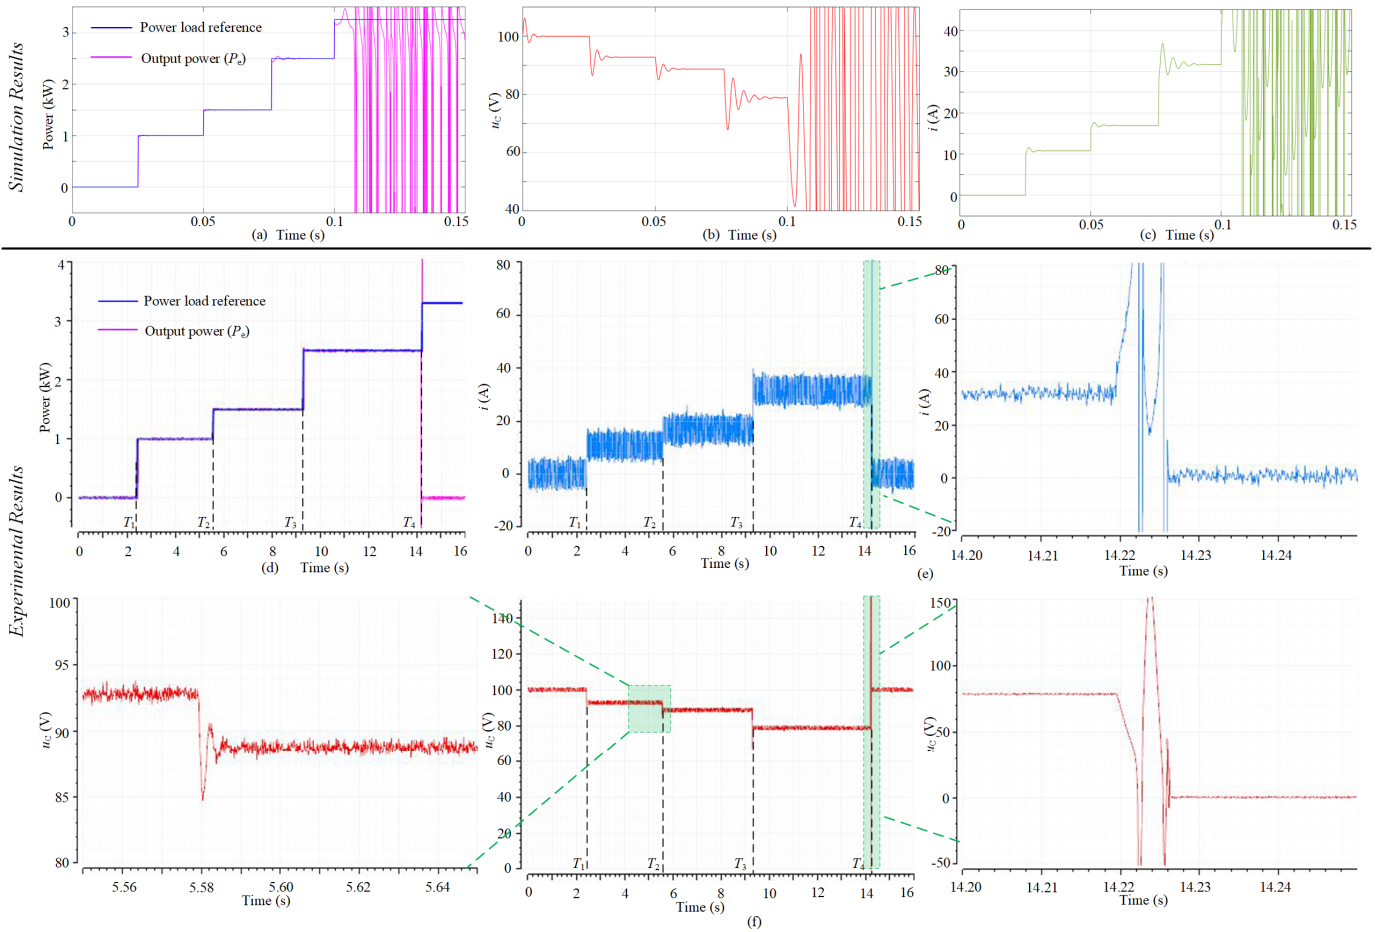 Simulation Results
Power (kW)
3
2
1
0
Power load reference
Output power (Pe)
0
0.05
0.1
0.15
(a) Time (s)
uC (V)
100
80
60
40
0
0.05
0.1
0.15
(b) Time (s)
i (A)
40
30
20
10
0
0
0.05
0.1
0.15
(c) Time (s)
Experimental Results
Power (kW)
4
3
2
1
0
Power load reference
Output power (Pe)
T1 T2 T3 T4
0 2 4 6 8 10 12 14 16
(d) Time (s)
i (A)
80
60
40
20
0
-20
T1 T2 T3 T4
0 2 4 6 8 10 12 14 16
Time (s)
i (A)
80
60
40
20
0
-20
14.20 14.21 14.22 14.23 14.24
Time (s)
(e)
uC (V)
100
95
90
85
80
5.56 5.58 5.60 5.62 5.64
Time (s)
uC (V)
140
120
100
80
60
40
20
0
T1 T2 T3 T4
0 2 4 6 8 10 12 14 16
Time (s)
uC (V)
150
100
50
0
-50
14.20 14.21 14.22 14.23 14.24
Time (s)
(f)